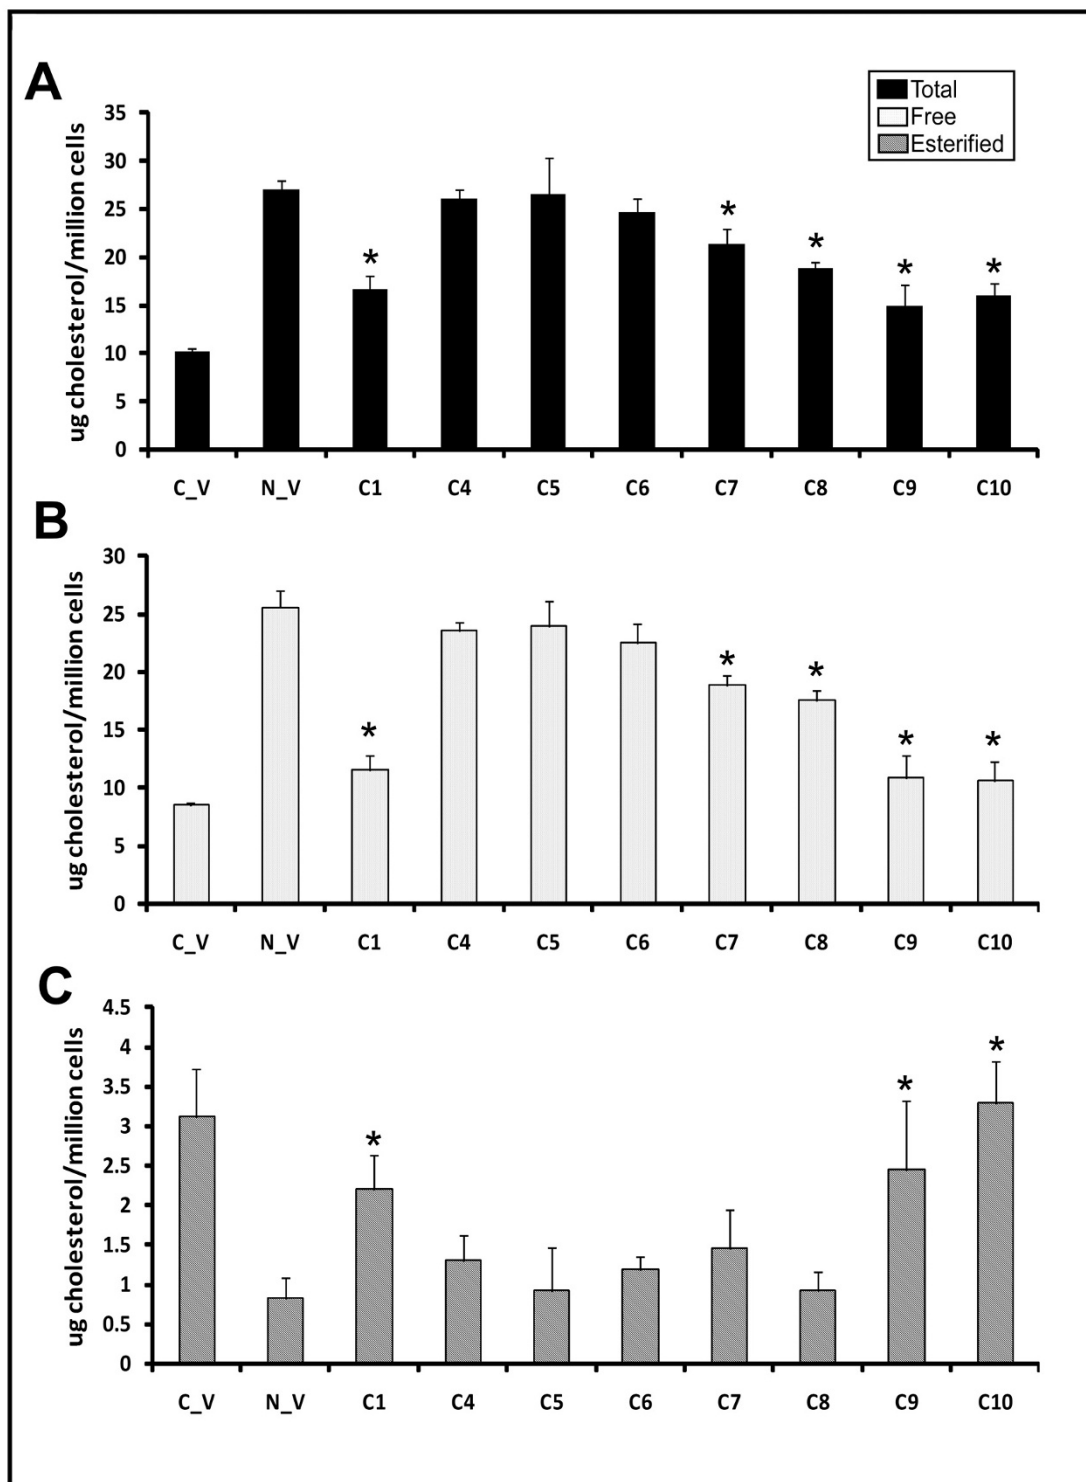 A
Total
Free
Esterified
ug cholesterol/million cells
35
30
25
20
15
10
5
0
* * * * *
C_V N_V C1 C4 C5 C6 C7 C8 C9 C10
B
ug cholesterol/million cells
30
25
20
15
10
5
0
* * * * *
C_V N_V C1 C4 C5 C6 C7 C8 C9 C10
C
ug cholesterol/million cells
4.5
4
3.5
3
2.5
2
1.5
1
0.5
0
* * *
C_V N_V C1 C4 C5 C6 C7 C8 C9 C10